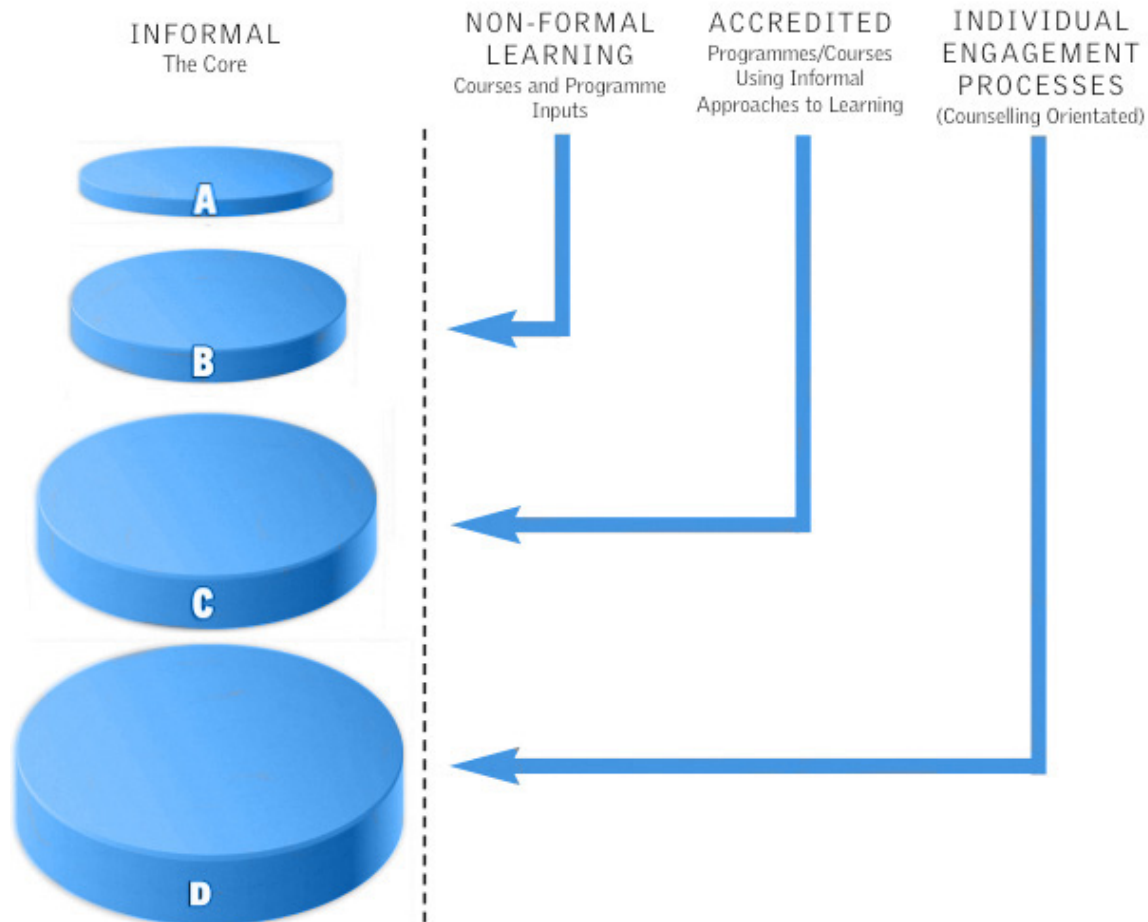 INFORMAL
The Core
NON-FORMAL
LEARNING
Courses and Programme
Inputs
ACCREDITED
Programmes/Courses
Using Informal
Approaches to Learning
INDIVIDUAL
ENGAGEMENT
PROCESSES
(Counselling Orientated)
A
B
C
D